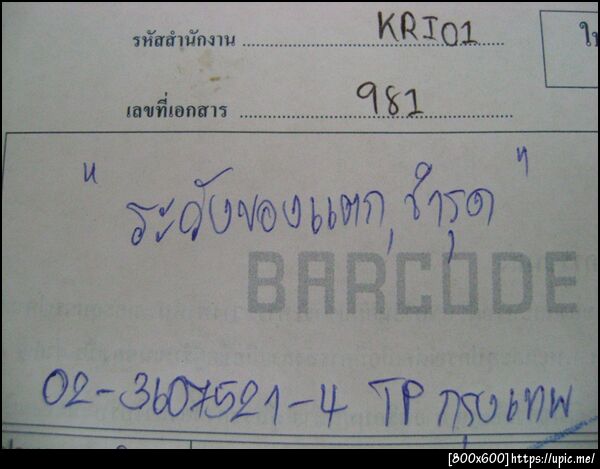 รหัสสำนักงาน ........ KRI01
เลขที่เอกสาร ........ 981
" ระวังของแตก, ชำรุด "
BARCODE
02-3607521-4 TP กรุงเทพ
[800x600]https://upic.me/